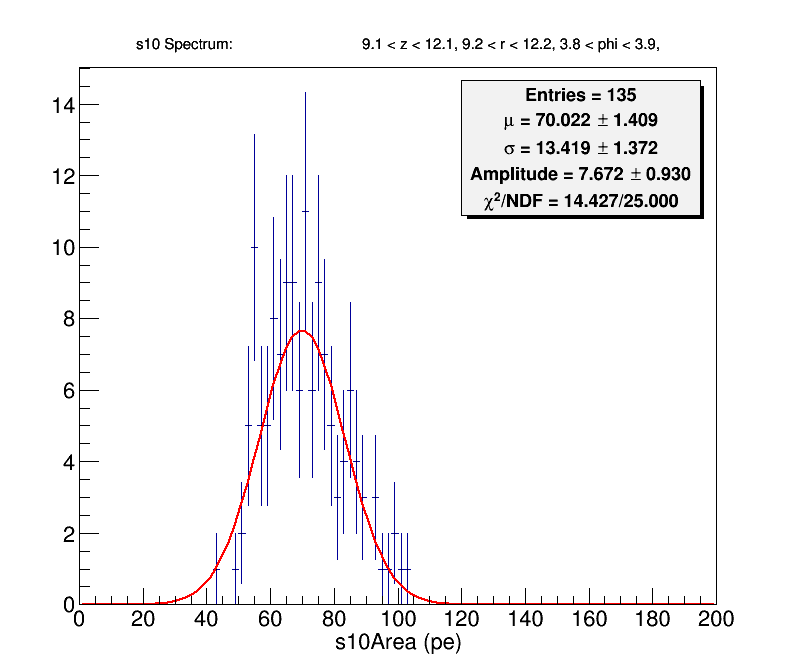 s10 Spectrum: 9.1 < z < 12.1, 9.2 < r < 12.2, 3.8 < phi < 3.9,
Entries = 135
μ = 70.022 ± 1.409
σ = 13.419 ± 1.372
Amplitude = 7.672 ± 0.930
χ²/NDF = 14.427/25.000
14
12
10
8
6
4
2
0
0 20 40 60 80 100 120 140 160 180 200
s10Area (pe)